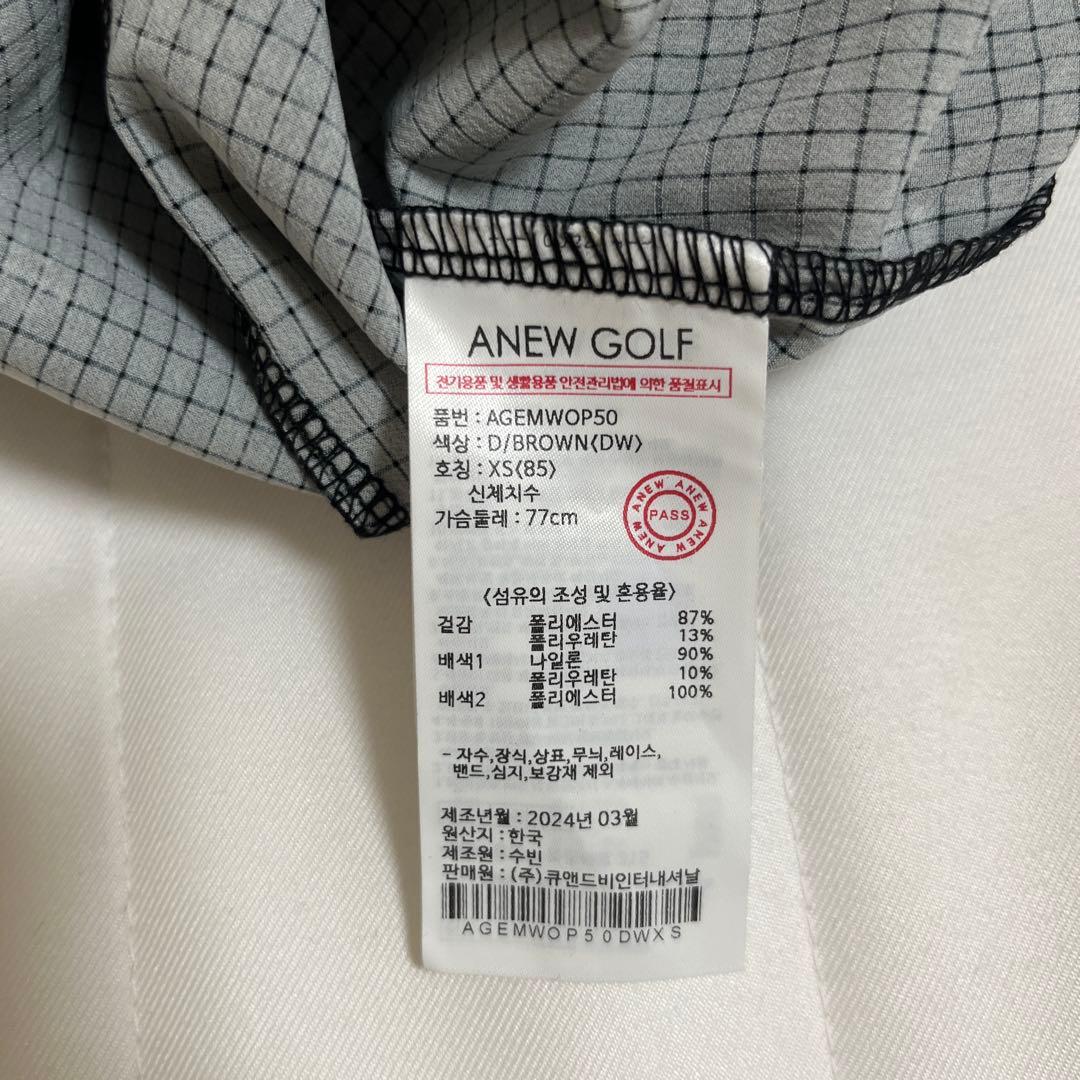 ANEW GOLF
전기용품 및 생활용품 안전관리법에 의한 품질표시
품번 : AGEMWOP50
색상 : D/BROWN<DW>
호칭 : XS<85>
신체치수
가슴둘레 : 77cm
ANEW ANEW ANEW ANEW
PASS
<섬유의 조성 및 혼용율>
겉감 폴리에스터 87%
폴리우레탄 13%
배색1 나일론 90%
폴리우레탄 10%
배색2 폴리에스터 100%
- 자수,장식,상표,무늬,레이스,
밴드,심지,보강재 제외
제조년월 : 2024년 03월
원산지 : 한국
제조원 : 수빈
판매원 : (주)큐앤드비인터내셔날
AGEMWOP50DWXS